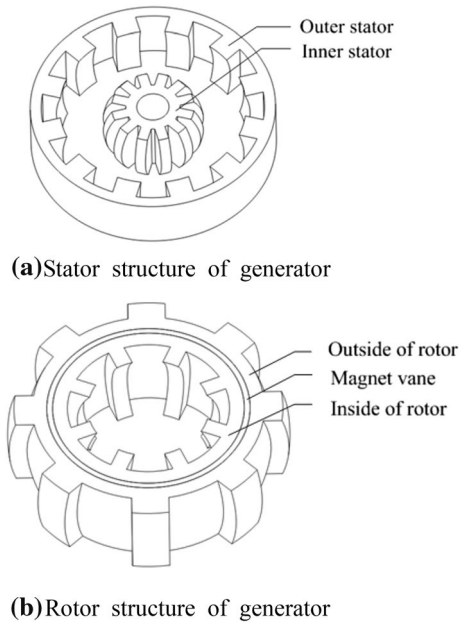 Outer stator
Inner stator
(a)Stator structure of generator
Outside of rotor
Magnet vane
Inside of rotor
(b)Rotor structure of generator